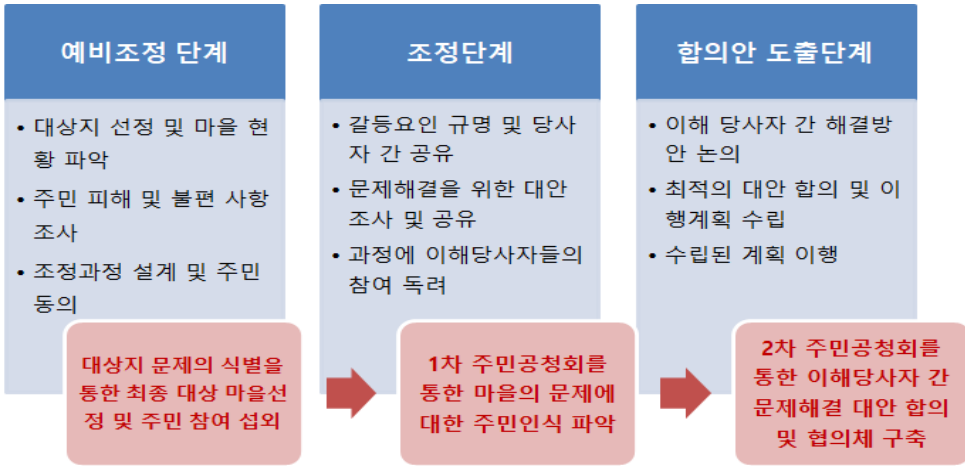 예비조정 단계
• 대상지 선정 및 마을 현
황 파악
• 주민 피해 및 불편 사항
조사
• 조정과정 설계 및 주민
동의
대상지 문제의 식별을
통한 최종 대상 마을선
정 및 주민 참여 섭외
조정단계
• 갈등요인 규명 및 당사
자 간 공유
• 문제해결을 위한 대안
조사 및 공유
• 과정에 이해당사자들의
참여 독려
1차 주민공청회를
통한 마을의 문제에
대한 주민인식 파악
합의안 도출단계
• 이해 당사자 간 해결방
안 논의
• 최적의 대안 합의 및 이
행계획 수립
• 수립된 계획 이행
2차 주민공청회를
통한 이해당사자 간
문제해결 대안 합의
및 협의체 구축